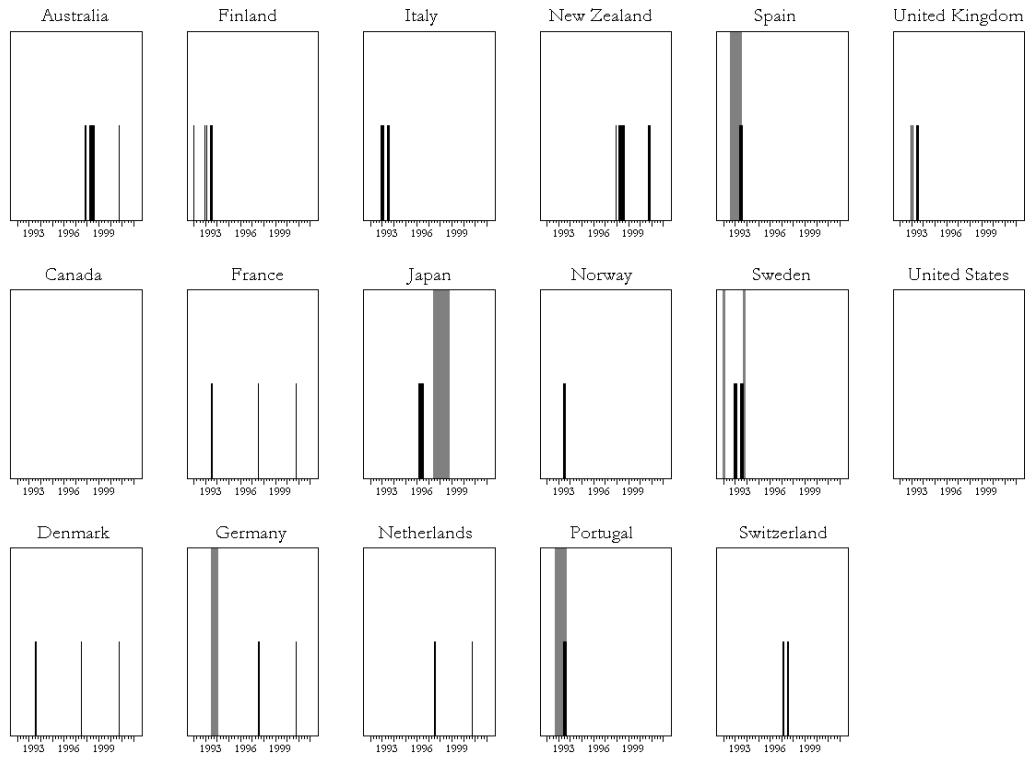 Australia Finland Italy New Zealand Spain United Kingdom
1993 1996 1999 1993 1996 1999 1993 1996 1999 1993 1996 1999 1993 1996 1999 1993 1996 1999
Canada France Japan Norway Sweden United States
1993 1996 1999 1993 1996 1999 1993 1996 1999 1993 1996 1999 1993 1996 1999 1993 1996 1999
Denmark Germany Netherlands Portugal Switzerland
1993 1996 1999 1993 1996 1999 1993 1996 1999 1993 1996 1999 1993 1996 1999